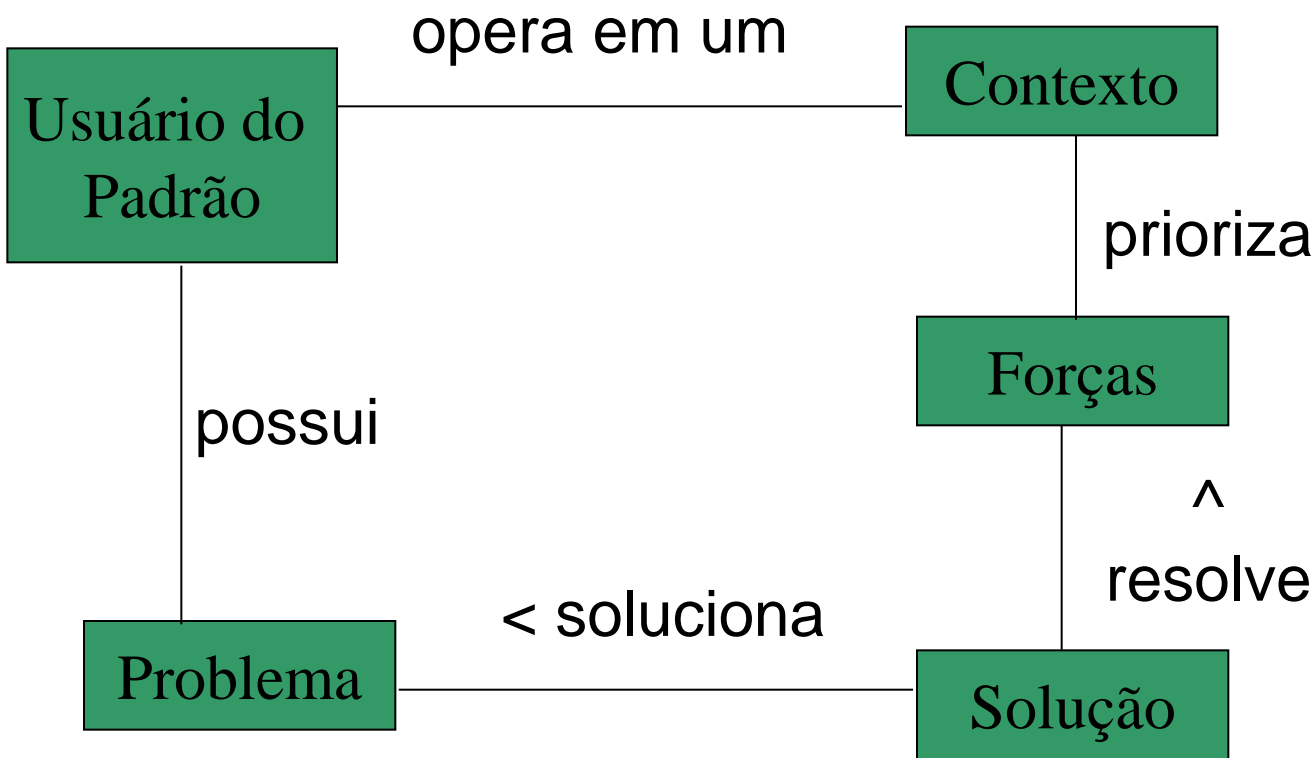 opera em um
Contexto
Usuário do
Padrão
prioriza
Forças
possui
^
resolve
< soluciona
Problema
Solução